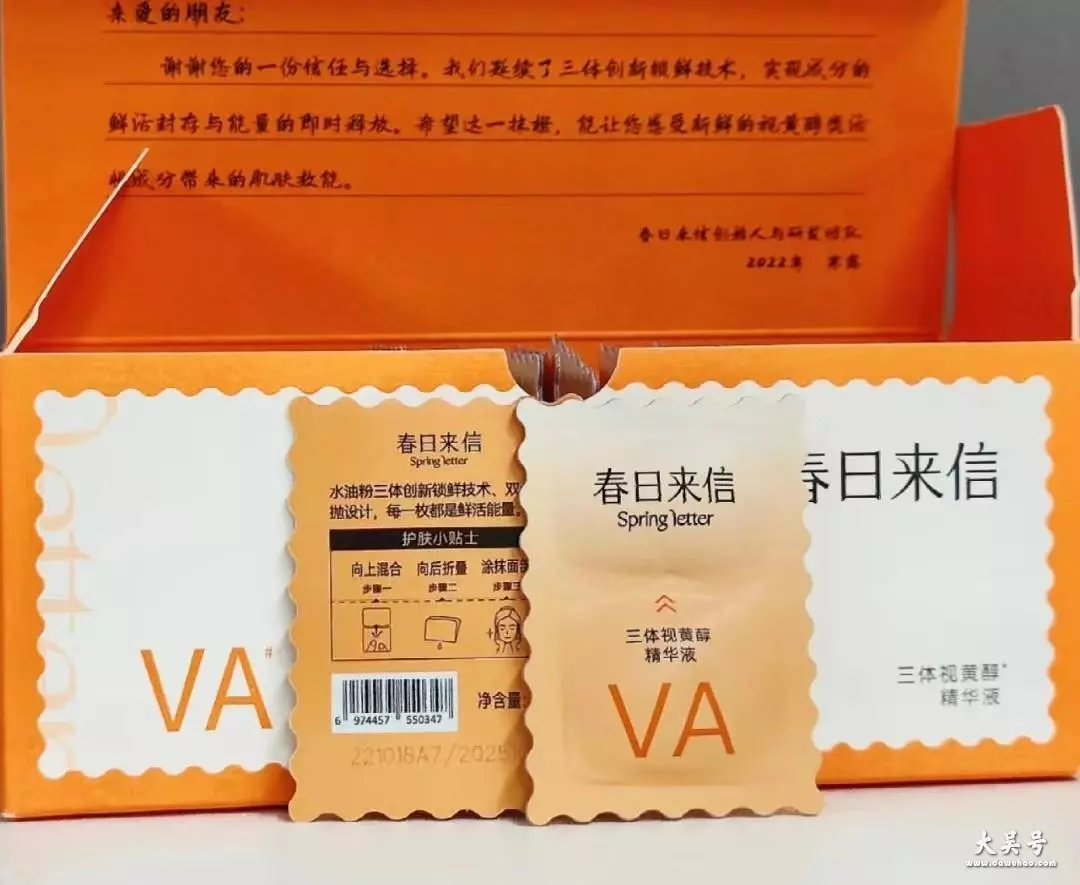 亲爱的朋友:
谢谢您的一份信任与选择。我们延续了三体创新锁鲜技术，实现成分的
鲜活封存与能量的即时释放。希望这一抹橙，能让您感受新鲜的视黄醇类活
性成分带来的肌肤效能。
春日来信创始人与研发团队
2022年
VA#
春日来信
Spring letter
水油粉三体创新锁鲜技术、双
抛设计，每一枚都是鲜活能量。
护肤小贴士
向上混合 向后折叠 涂抹面部
步骤一 步骤二 步骤三
6 974457 550347
净含量:
221018A7/2025
春日来信
Spring letter
三体视黄醇
精华液
VA
春日来信
三体视黄醇*
精华液
大吴号
www.dawuhao.com